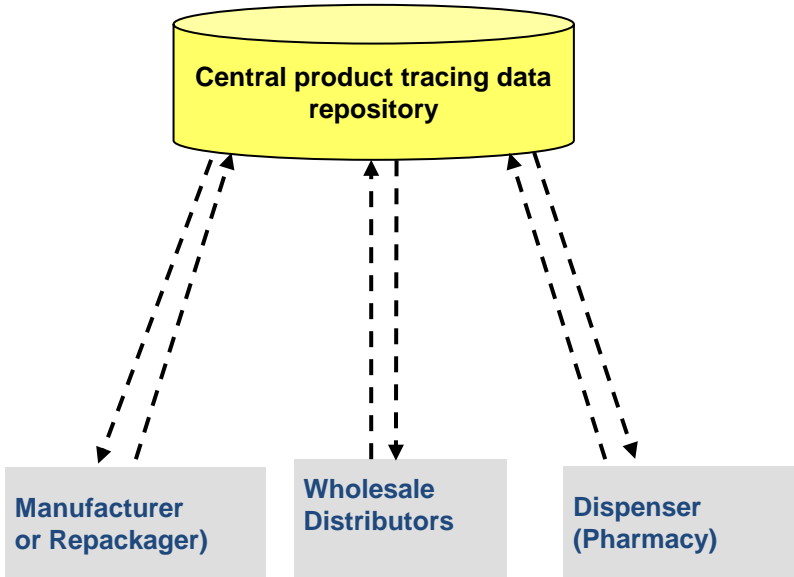 Central product tracing data
repository
Manufacturer
or Repackager)
Wholesale
Distributors
Dispenser
(Pharmacy)